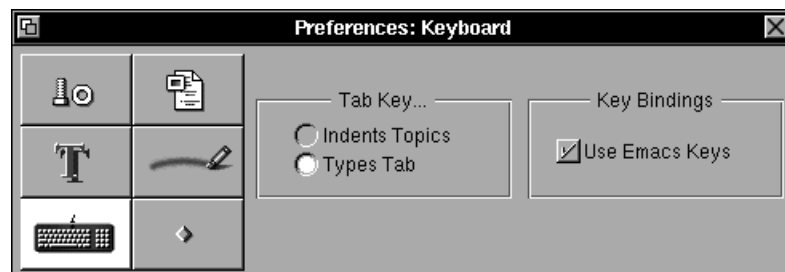 Preferences: Keyboard
Tab Key...
Indents Topics
Types Tab
Key Bindings
Use Emacs Keys